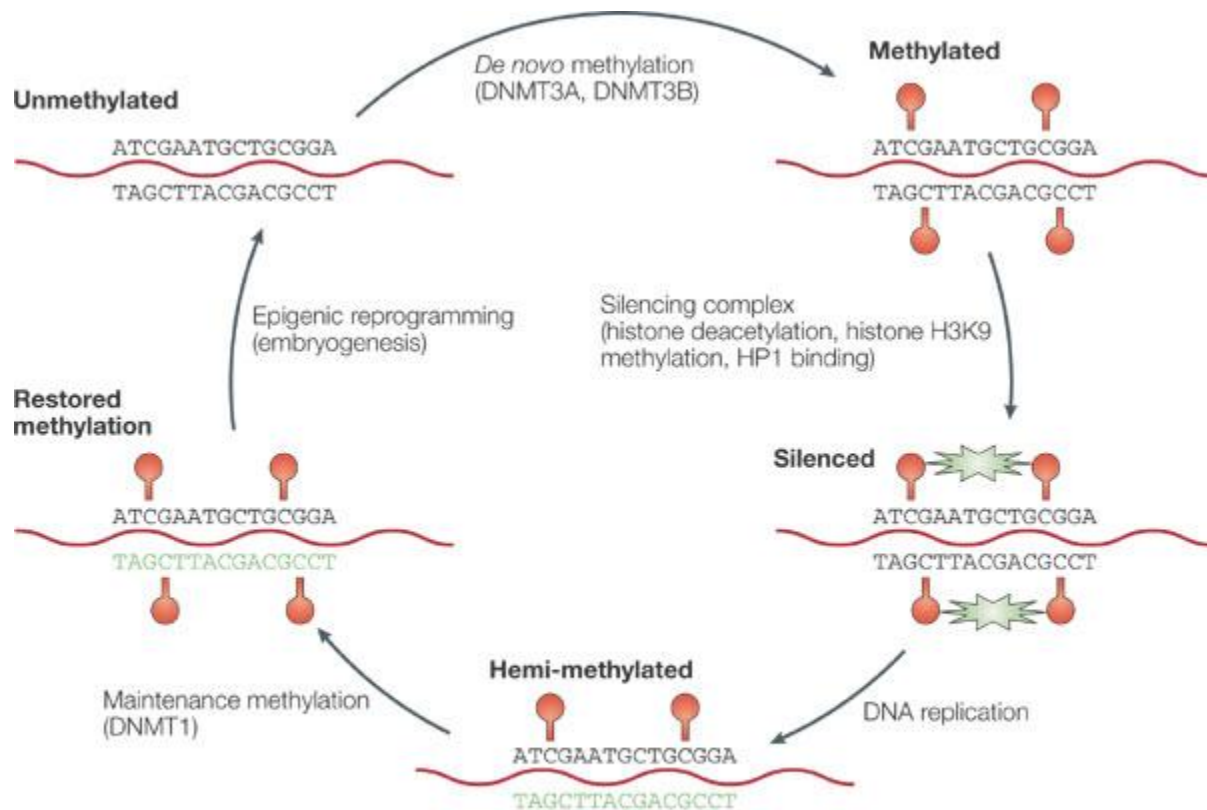 De novo methylation
(DNMT3A, DNMT3B)
Methylated
Unmethylated
ATCGAATGCTGCGGA
TAGCTTACGACGCCT
ATCGAATGCTGCGGA
TAGCTTACGACGCCT
Epigenic reprogramming
(embryogenesis)
Silencing complex
(histone deacetylation, histone H3K9
methylation, HP1 binding)
Restored
methylation
ATCGAATGCTGCGGA
TAGCTTACGACGCCT
Silenced
ATCGAATGCTGCGGA
TAGCTTACGACGCCT
Maintenance methylation
(DNMT1)
Hemi-methylated
ATCGAATGCTGCGGA
TAGCTTACGACGCCT
DNA replication